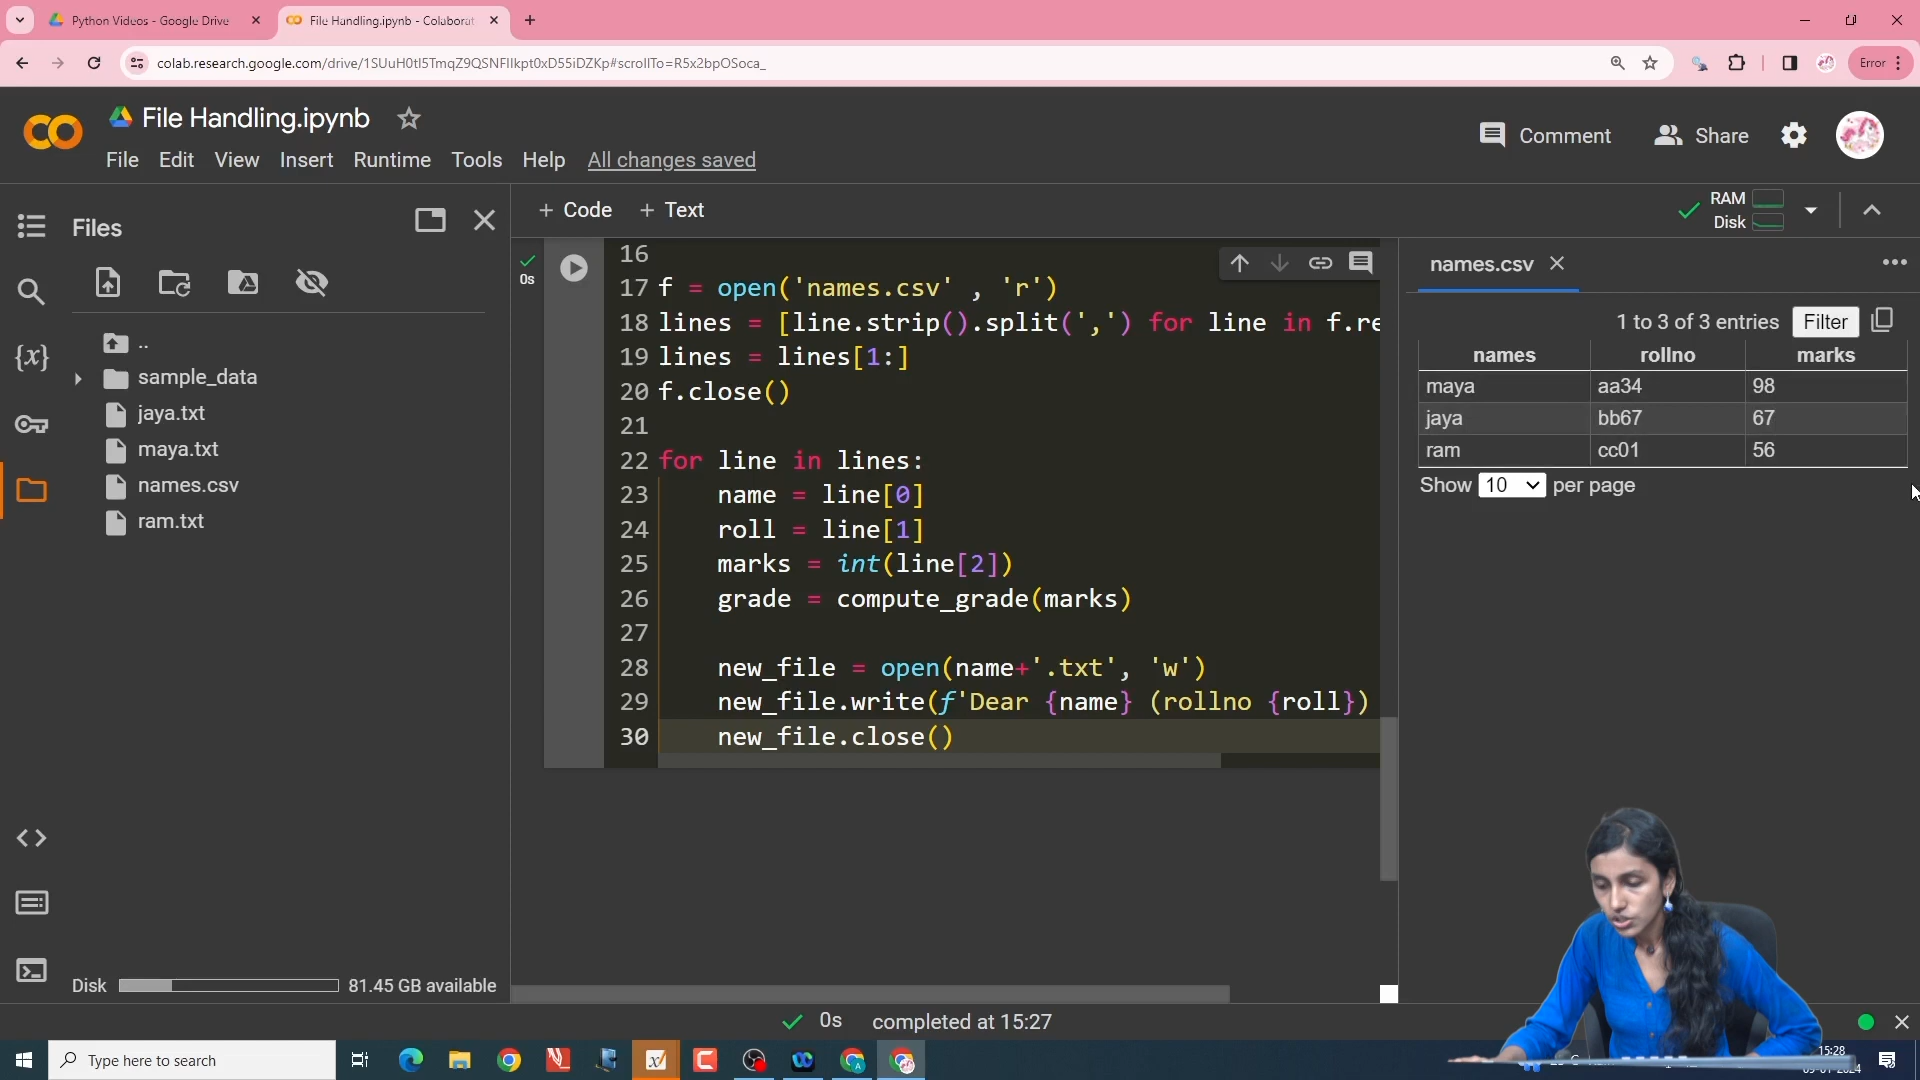 Python Videos - Google Drive
File Handling.ipynb - Colaborat
colab.research.google.com/drive/1SUuH0tI5TmqZ9QSNFIIkpt0xD55iDZKp#scrollTo=R5x2bpOSoca_
Error
File Handling.ipynb
Comment
Share
File Edit View Insert Runtime Tools Help All changes saved
Files
+ Code + Text
RAM
Disk
..
sample_data
jaya.txt
maya.txt
names.csv
ram.txt
Disk 81.45 GB available
0s
16
17 f = open('names.csv' , 'r')
18 lines = [line.strip().split(',') for line in f.re
19 lines = lines[1:]
20 f.close()
21
22 for line in lines:
23 name = line[0]
24 roll = line[1]
25 marks = int(line[2])
26 grade = compute_grade(marks)
27
28 new_file = open(name+'.txt', 'w')
29 new_file.write(f'Dear {name} (rollno {roll})
30 new_file.close()
names.csv
1 to 3 of 3 entries Filter
names rollno marks
maya aa34 98
jaya bb67 67
ram cc01 56
Show 10 per page
0s completed at 15:27
Type here to search
15:28